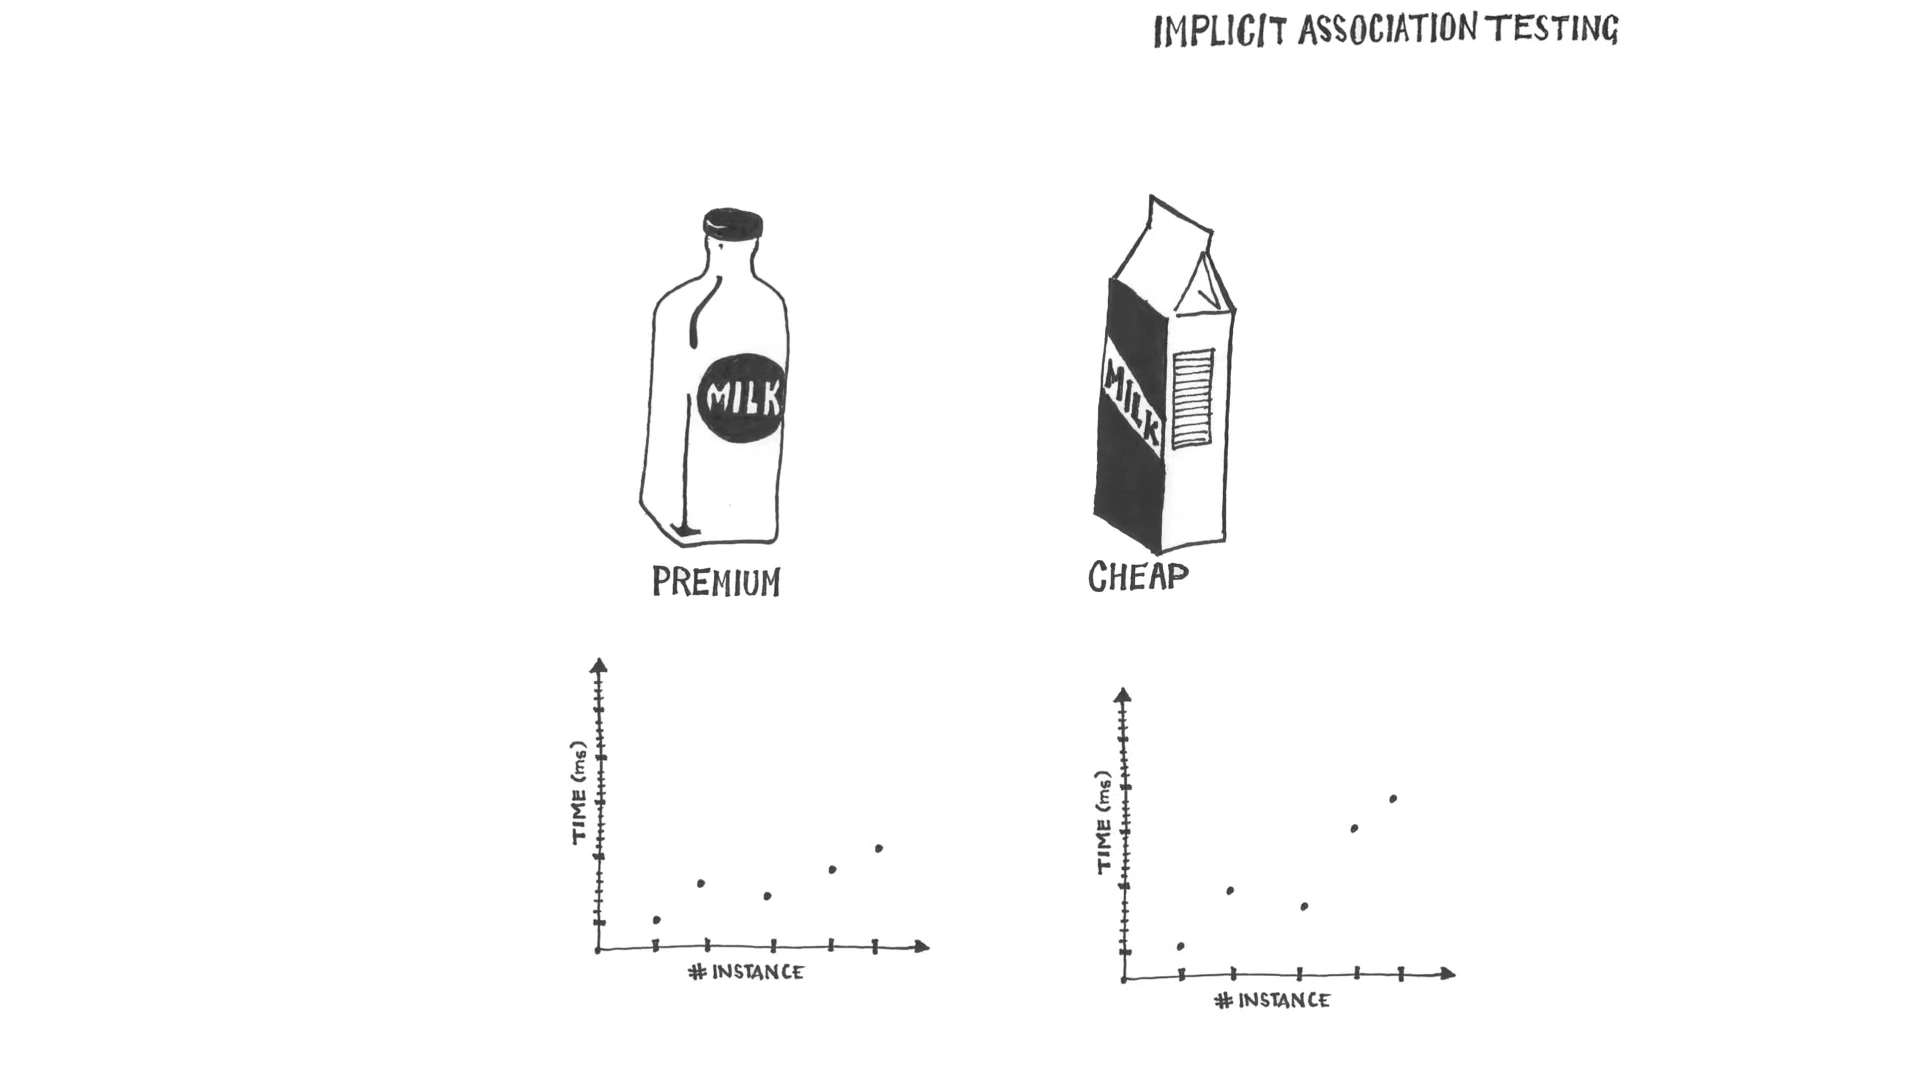 IMPLICIT ASSOCIATION TESTING
MILK
MILK
PREMIUM
CHEAP
TIME (ms)
# INSTANCE
TIME (ms)
# INSTANCE